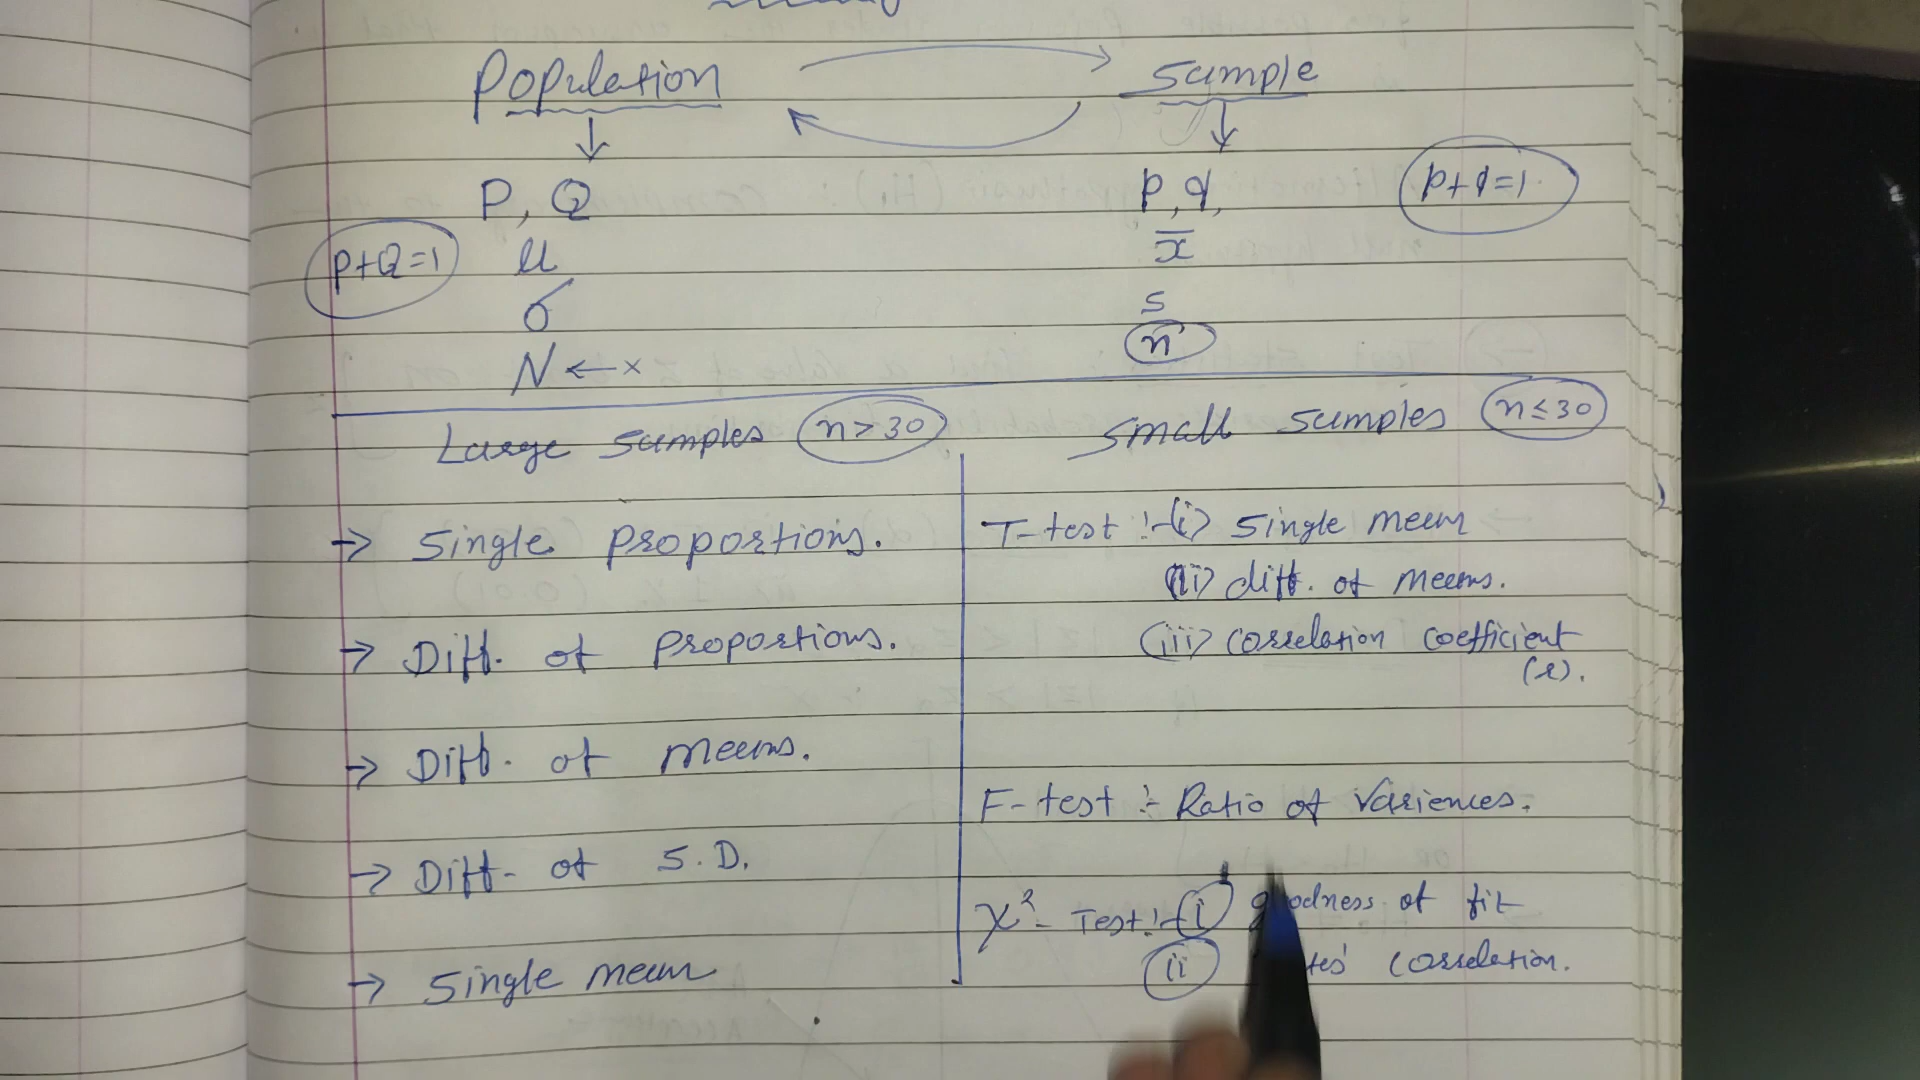 Population
Sample
P, Q
p, q,
p+q=1.
P+Q=1
μ
x̄
σ
s
N ← ×
n
Large samples n > 30
Small samples n ≤ 30
→ Single Proportions.
→ Diff. of Proportions.
→ Diff. of means.
→ Diff. of S.D.
→ Single mean
T-test :- (i) Single mean
(ii) diff. of means.
(iii) Correlation Coefficient
(r).
F-test :- Ratio of Variences.
χ² - Test :- (i) goodness of fit
(ii) correlation.